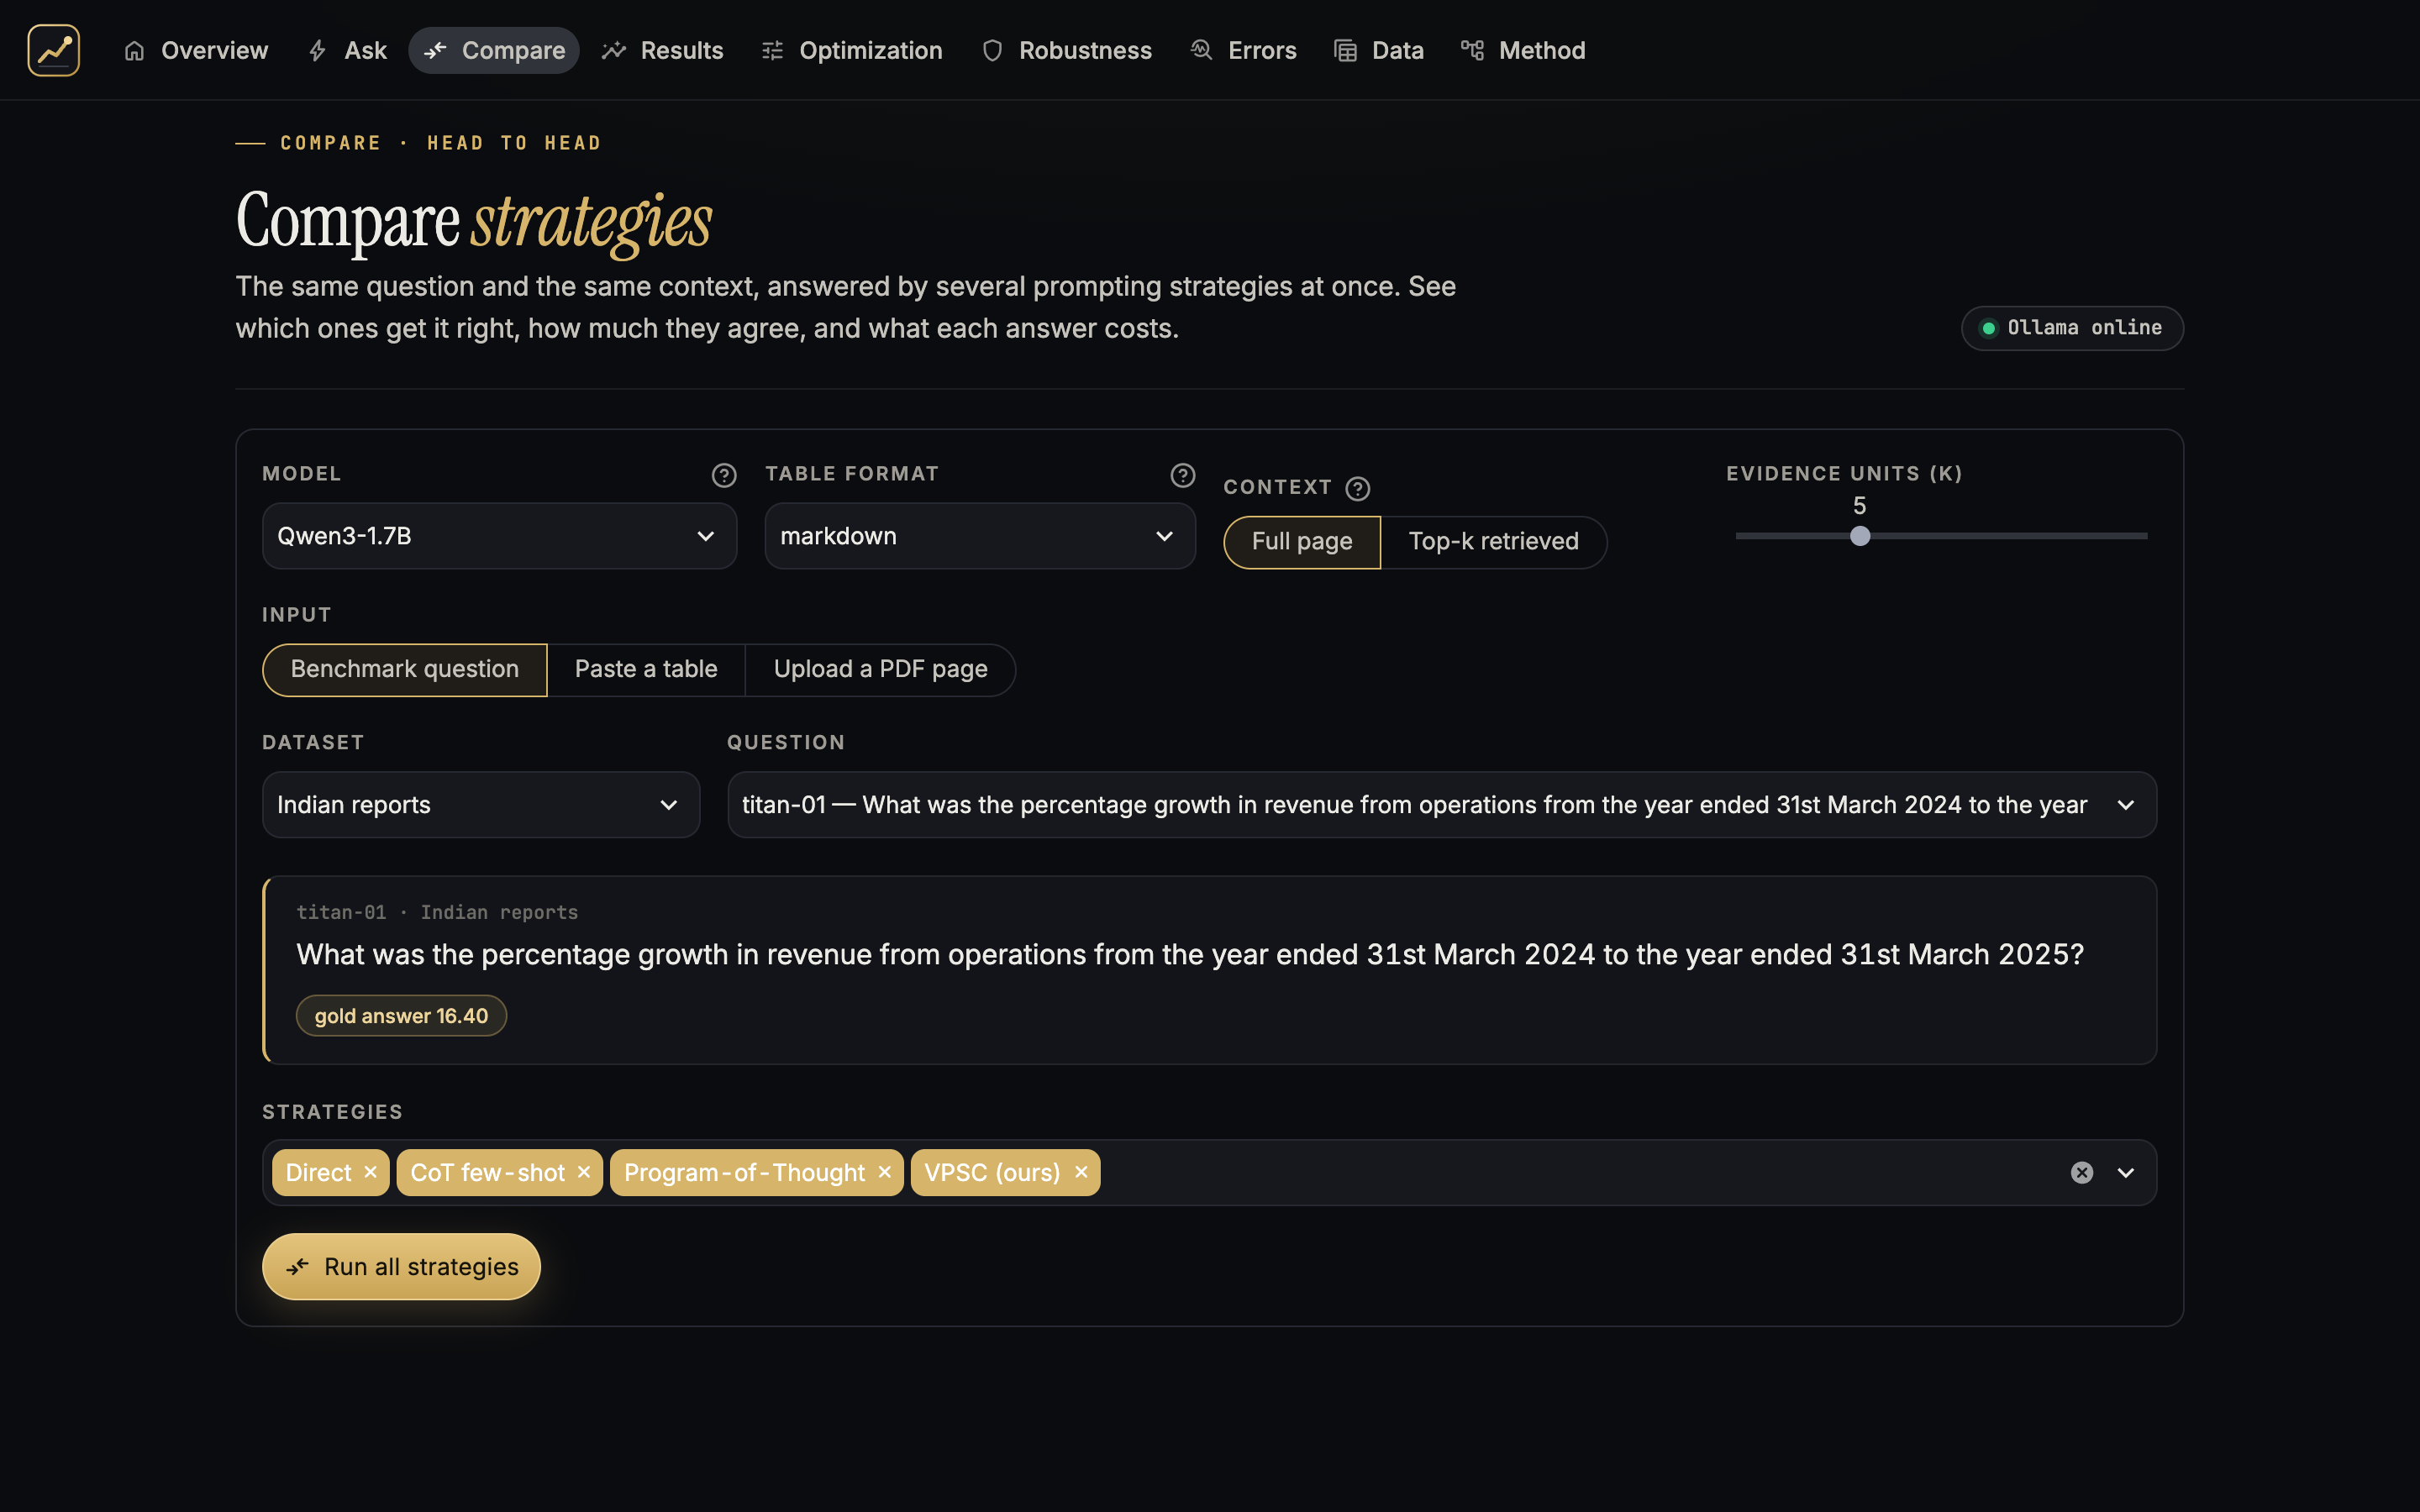 Overview Ask Compare Results Optimization Robustness Errors Data Method
COMPARE · HEAD TO HEAD
Compare strategies
The same question and the same context, answered by several prompting strategies at once. See
which ones get it right, how much they agree, and what each answer costs.
Ollama online
MODEL ? TABLE FORMAT ? CONTEXT ? EVIDENCE UNITS (K)
5
Qwen3-1.7B markdown Full page Top-k retrieved
INPUT
Benchmark question Paste a table Upload a PDF page
DATASET QUESTION
Indian reports titan-01 — What was the percentage growth in revenue from operations from the year ended 31st March 2024 to the year
titan-01 · Indian reports
What was the percentage growth in revenue from operations from the year ended 31st March 2024 to the year ended 31st March 2025?
gold answer 16.40
STRATEGIES
Direct × CoT few-shot × Program-of-Thought × VPSC (ours) ×
Run all strategies